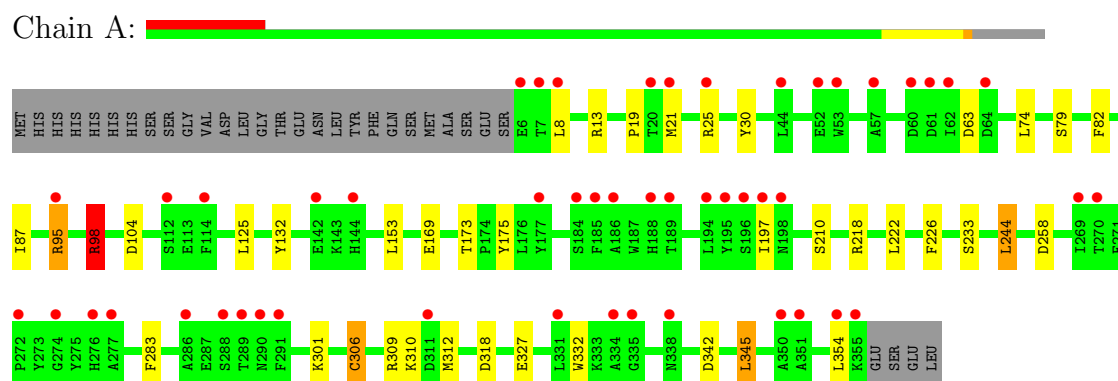 Chain A:
MET HIS HIS HIS HIS HIS HIS SER SER GLY VAL ASP LEU GLY THR GLU ASN LEU TYR PHE GLN SER MET ALA SER GLU SER E6 T7 L8 R13 P19 T20 M21 R25 Y30 L44 E52 W53 A57 D60 D61 I62 D63 D64 L74 S79 F82
I87 R95 R98 D104 S112 E113 F114 L125 Y132 E142 K143 H144 L153 E169 T173 P174 Y175 L176 Y177 S184 F185 A186 W187 H188 T189 L194 Y195 S196 I197 N198 S210 R218 L222 F226 S233 L244 D258 I269 T270
P272 Y273 G274 Y275 H276 A277 F283 A286 E287 S288 T289 N290 F291 K301 C306 R309 K310 D311 M312 D318 E327 L331 W332 K333 A334 G335 N338 D342 L345 A350 A351 L354 K355 GLU SER GLU LEU